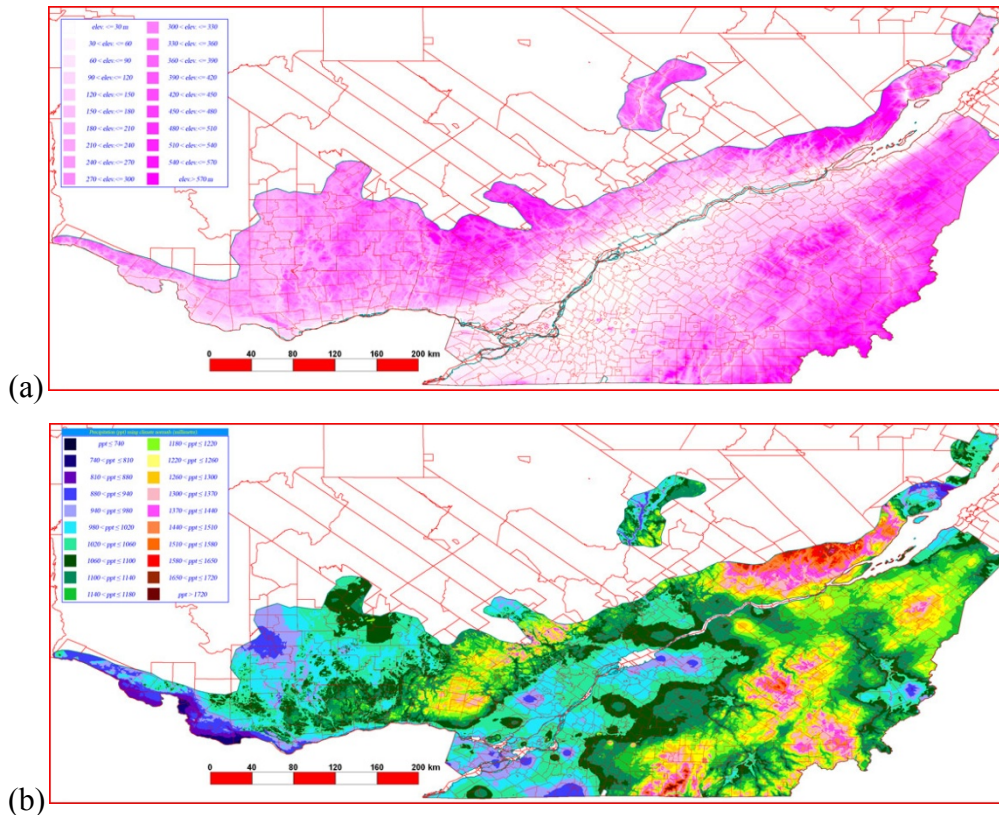 elev. <= 30 m
30 < elev. <= 60
60 < elev. <= 90
90 < elev. <= 120
120 < elev. <= 150
150 < elev. <= 180
180 < elev. <= 210
210 < elev. <= 240
240 < elev. <= 270
270 < elev. <= 300
300 < elev. <= 330
330 < elev. <= 360
360 < elev. <= 390
390 < elev. <= 420
420 < elev. <= 450
450 < elev. <= 480
480 < elev. <= 510
510 < elev. <= 540
540 < elev. <= 570
elev. > 570 m
0 40 80 120 160 200 km
(a)
Precipitation (ppt) using climate normals (millimeters)
ppt ≤ 740
740 < ppt ≤ 810
810 < ppt ≤ 880
880 < ppt ≤ 940
940 < ppt ≤ 980
980 < ppt ≤ 1020
1020 < ppt ≤ 1060
1060 < ppt ≤ 1100
1100 < ppt ≤ 1140
1140 < ppt ≤ 1180
1180 < ppt ≤ 1220
1220 < ppt ≤ 1260
1260 < ppt ≤ 1300
1300 < ppt ≤ 1370
1370 < ppt ≤ 1440
1440 < ppt ≤ 1510
1510 < ppt ≤ 1580
1580 < ppt ≤ 1650
1650 < ppt ≤ 1720
ppt > 1720
0 40 80 120 160 200 km
(b)